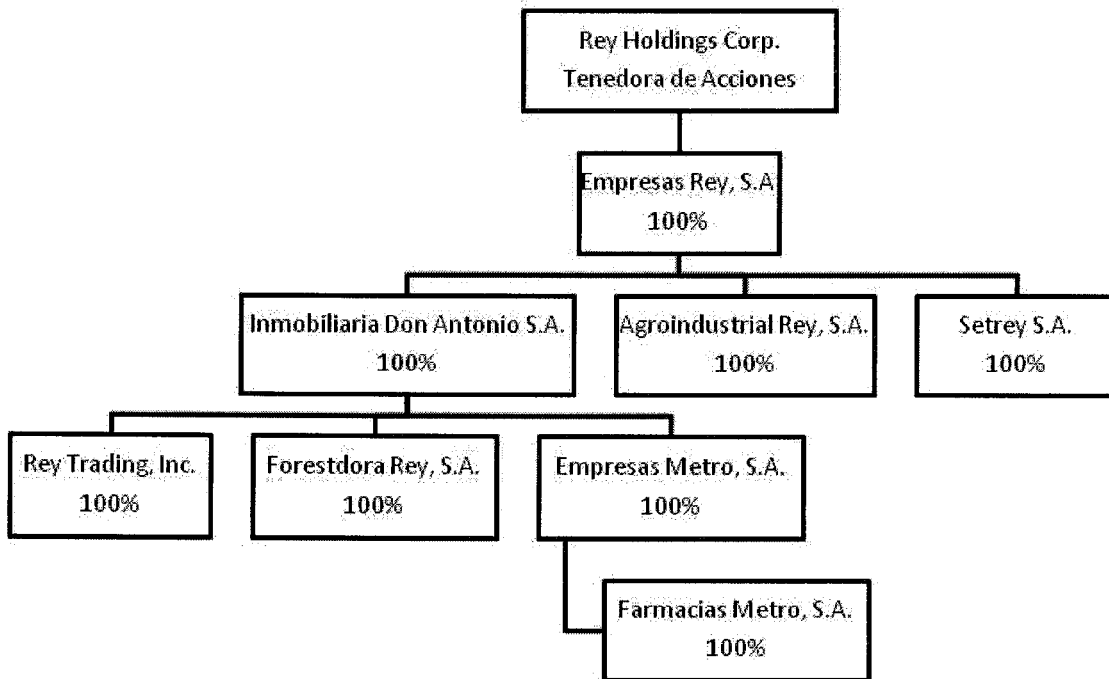 Rey Holdings Corp.
Tenedora de Acciones
Empresas Rey, S.A
100%
Inmobiliaria Don Antonio S.A.
100%
Agroindustrial Rey, S.A.
100%
Setrey S.A.
100%
Rey Trading, Inc.
100%
Forestdora Rey, S.A.
100%
Empresas Metro, S.A.
100%
Farmacias Metro, S.A.
100%